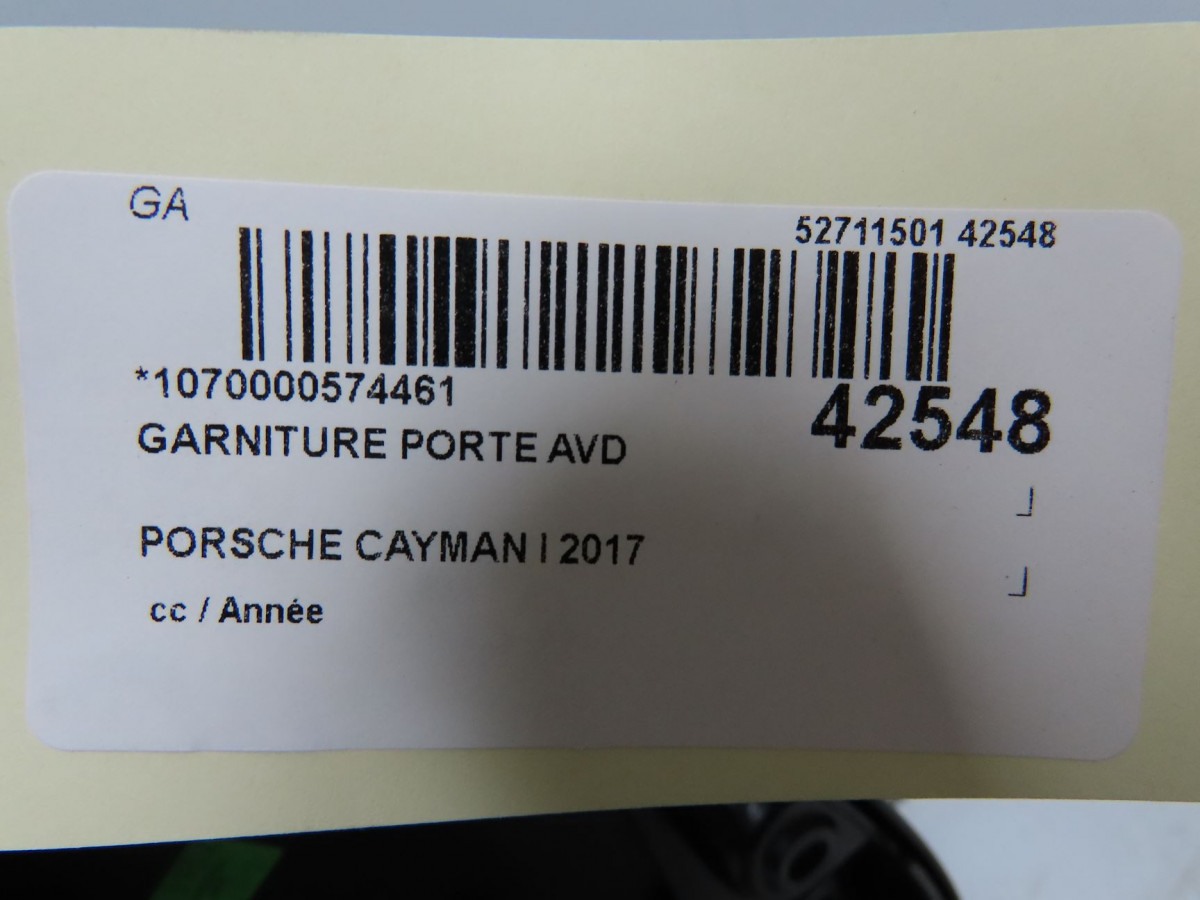 GA
52711501 42548
*1070000574461
42548
GARNITURE PORTE AVD
PORSCHE CAYMAN I 2017
cc / Année